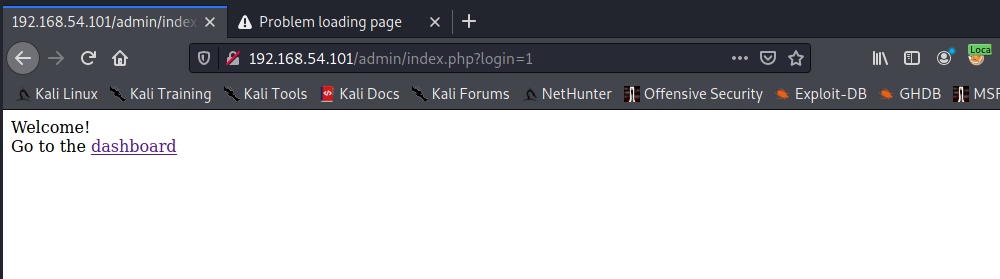 192.168.54.101/admin/index
Problem loading page
192.168.54.101/admin/index.php?login=1
Loca
Kali Linux Kali Training Kali Tools Kali Docs Kali Forums NetHunter Offensive Security Exploit-DB GHDB MSF
Welcome!
Go to the dashboard